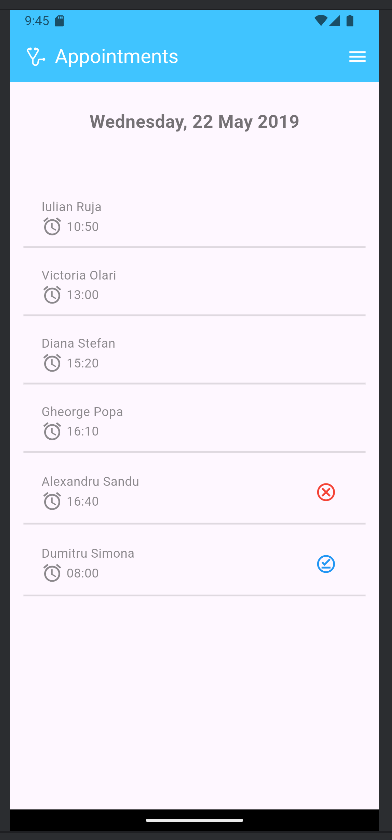 9:45
Appointments
Wednesday, 22 May 2019
Iulian Ruja
10:50
Victoria Olari
13:00
Diana Stefan
15:20
Gheorge Popa
16:10
Alexandru Sandu
16:40
Dumitru Simona
08:00